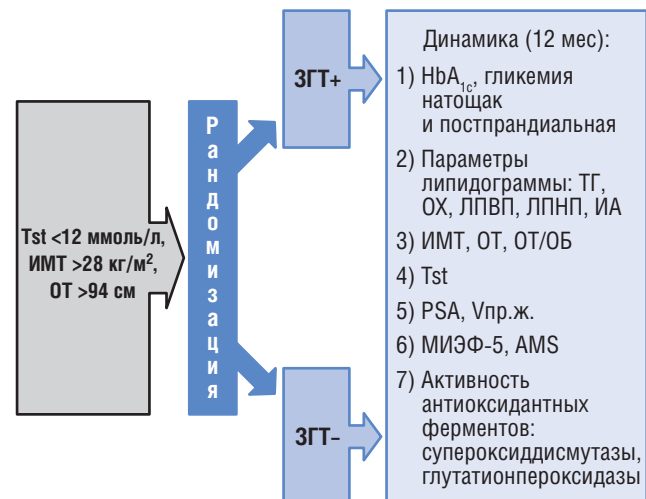 Tst <12 ммоль/л,
ИМТ >28 кг/м²,
ОТ >94 см
Рандомизация
ЗГТ+
ЗГТ–
Динамика (12 мес):
1) HbA1c, гликемия
натощак
и постпрандиальная
2) Параметры
липидограммы: ТГ,
ОХ, ЛПВП, ЛПНП, ИА
3) ИМТ, ОТ, ОТ/ОБ
4) Tst
5) PSA, Vпр.ж.
6) МИЭФ-5, AMS
7) Активность
антиоксидантных
ферментов:
супероксиддисмутазы,
глутатионпероксидазы